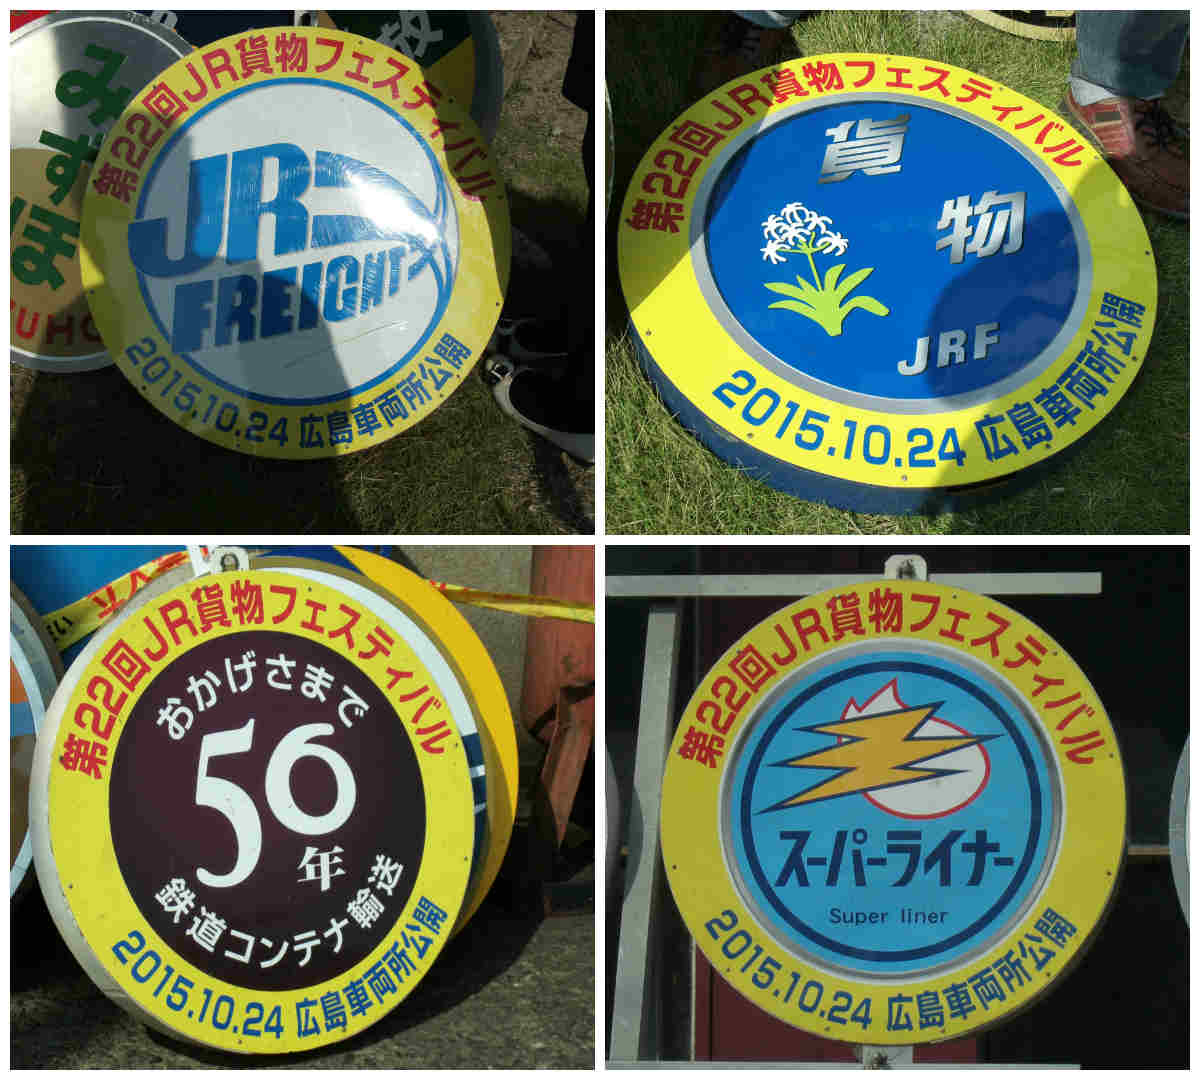 第22回JR貨物フェスティバル
JR
FREIGHT
2015.10.24 広島車両所公開
みずほ
UHO
第22回JR貨物フェスティバル
貨
物
JRF
2015.10.24 広島車両所公開
第22回JR貨物フェスティバル
おかげさまで
56
年
鉄道コンテナ輸送
2015.10.24 広島車両所公開
第22回JR貨物フェスティバル
スーパーライナー
Super liner
2015.10.24 広島車両所公開